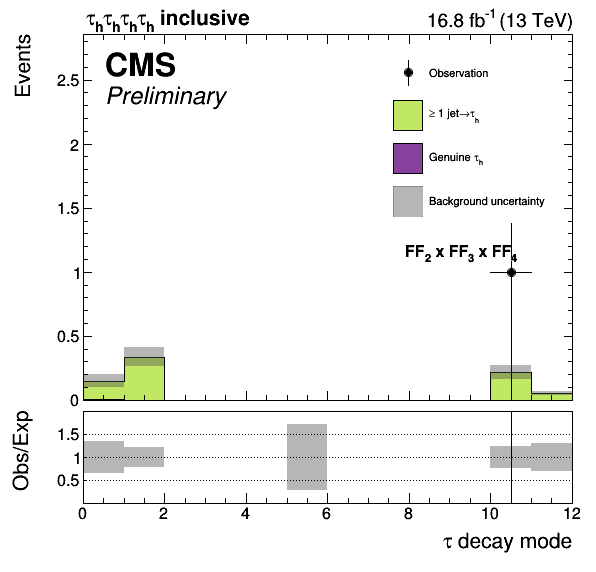 τhτhτhτh inclusive
16.8 fb-1 (13 TeV)
Events
CMS
Preliminary
Observation
≥ 1 jet→τh
Genuine τh
Background uncertainty
FF2 x FF3 x FF4
2.5
2
1.5
1
0.5
0
Obs/Exp
1.5
1
0.5
0 2 4 6 8 10 12
τ decay mode